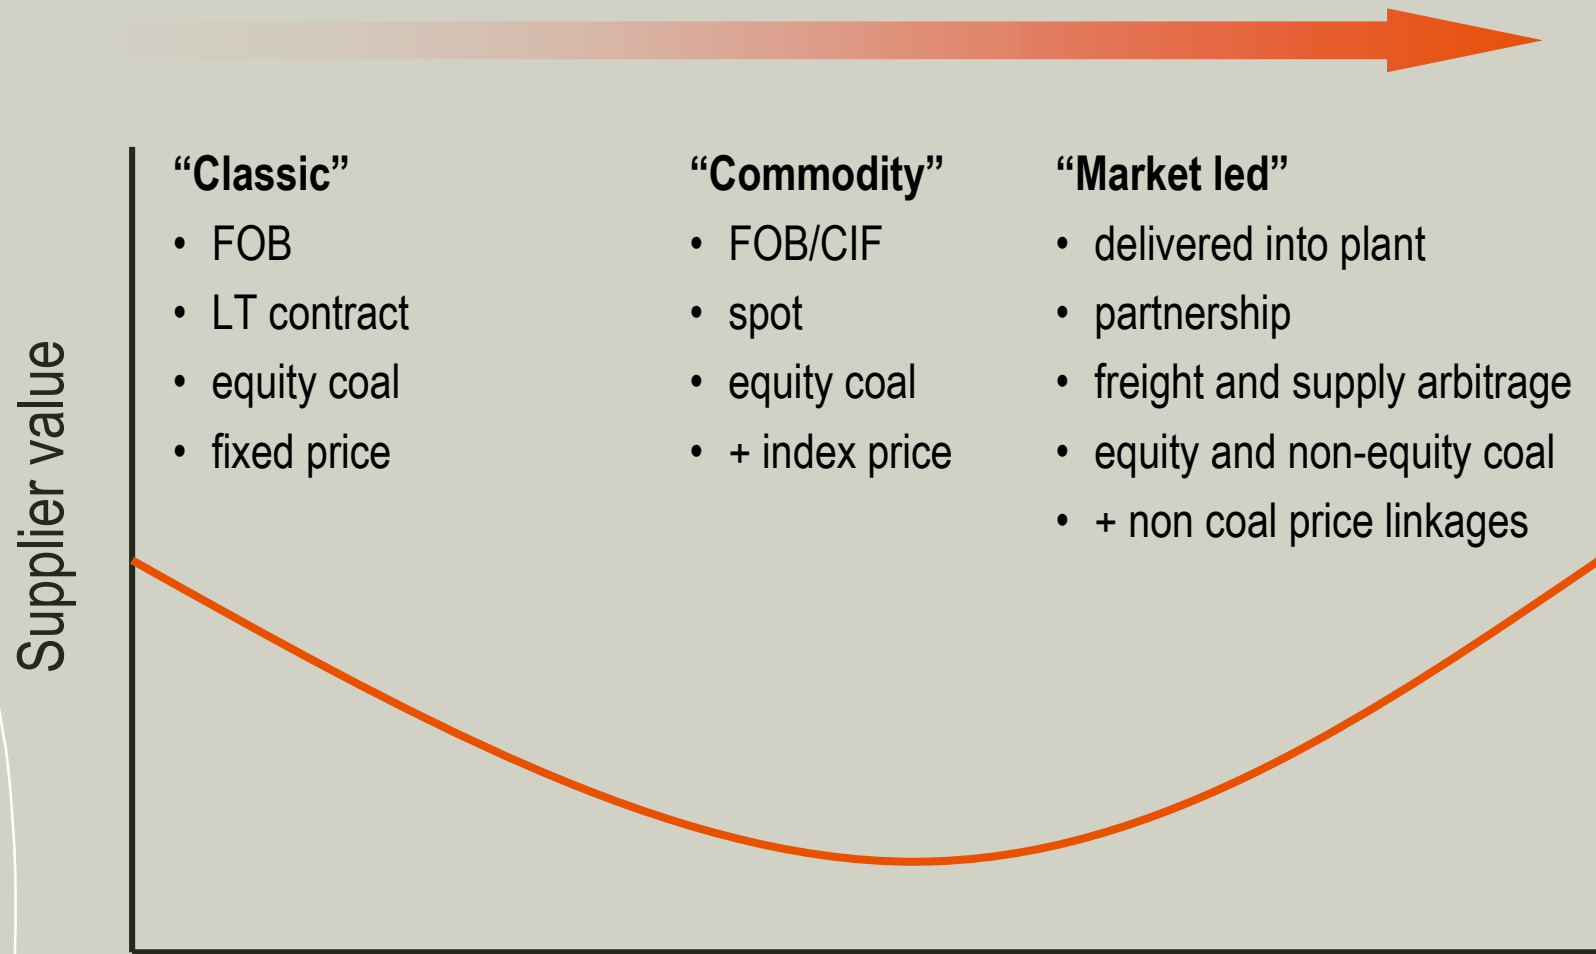 “Classic”
• FOB
• LT contract
• equity coal
• fixed price
“Commodity”
• FOB/CIF
• spot
• equity coal
• + index price
“Market led”
• delivered into plant
• partnership
• freight and supply arbitrage
• equity and non-equity coal
• + non coal price linkages
Supplier value